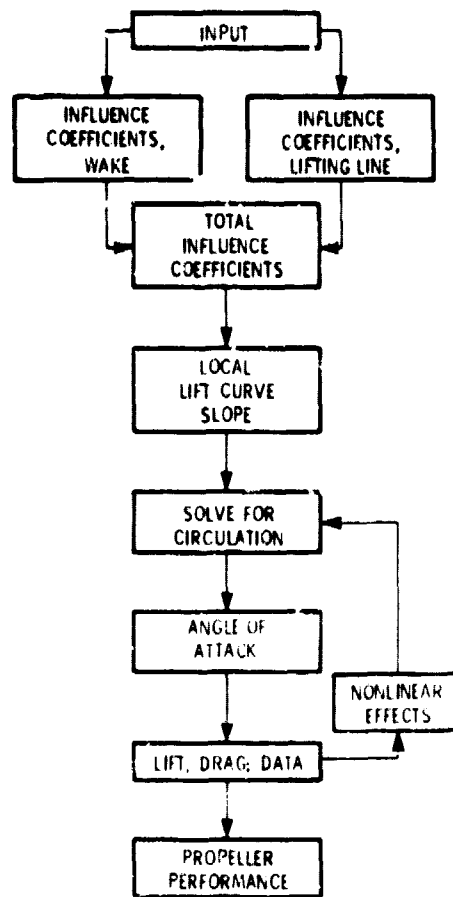 INPUT
INFLUENCE
COEFFICIENTS,
WAKE
INFLUENCE
COEFFICIENTS,
LIFTING LINE
TOTAL
INFLUENCE
COEFFICIENTS
LOCAL
LIFT CURVE
SLOPE
SOLVE FOR
CIRCULATION
ANGLE OF
ATTACK
NONLINEAR
EFFECTS
LIFT, DRAG; DATA
PROPELLER
PERFORMANCE